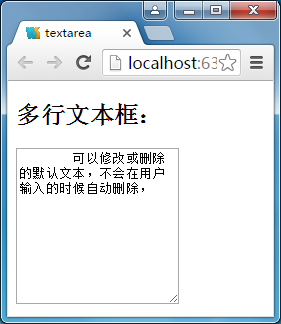 textarea
localhost:63
多行文本框：
可以修改或删除
的默认文本，不会在用户
输入的时候自动删除，